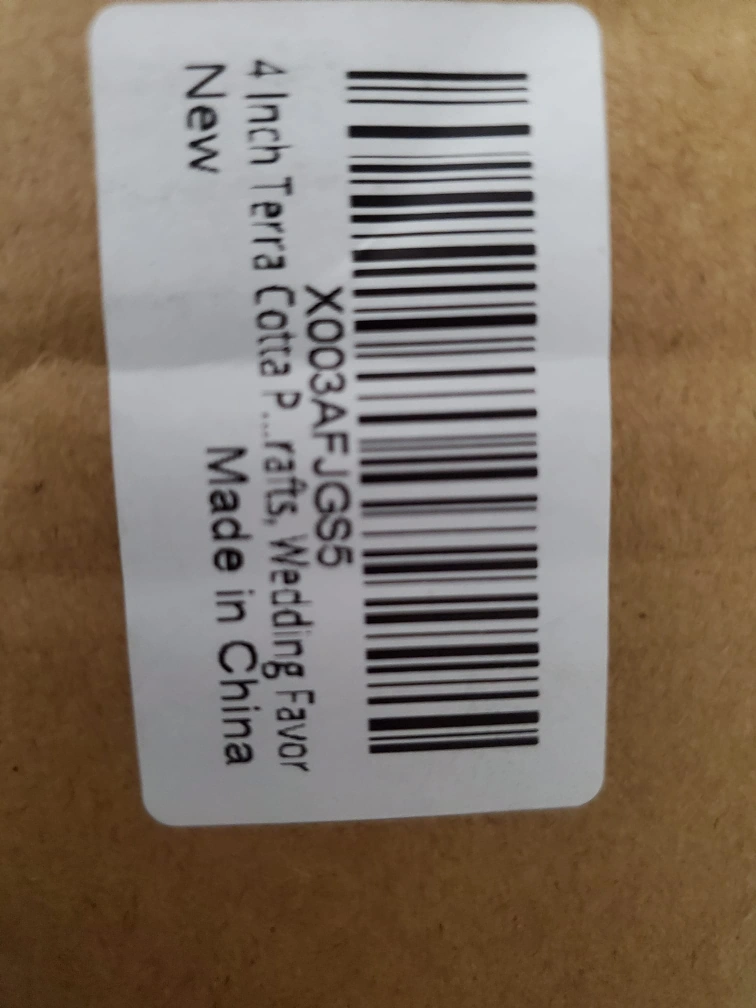 X003AFJGS5
4 Inch Terra Cotta P...rafts, Wedding Favor
New
Made in China